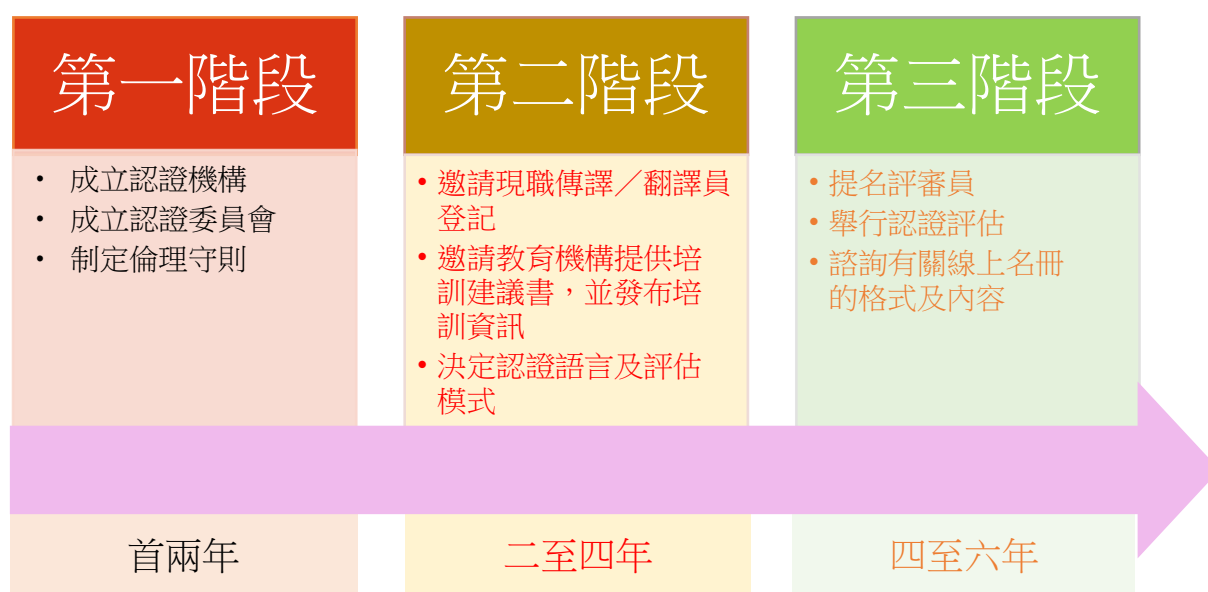 第一階段
• 成立認證機構
• 成立認證委員會
• 制定倫理守則
首兩年
第二階段
• 邀請現職傳譯／翻譯員
登記
• 邀請教育機構提供培
訓建議書，並發布培
訓資訊
• 決定認證語言及評估
模式
二至四年
第三階段
• 提名評審員
• 舉行認證評估
• 諮詢有關線上名冊
的格式及內容
四至六年